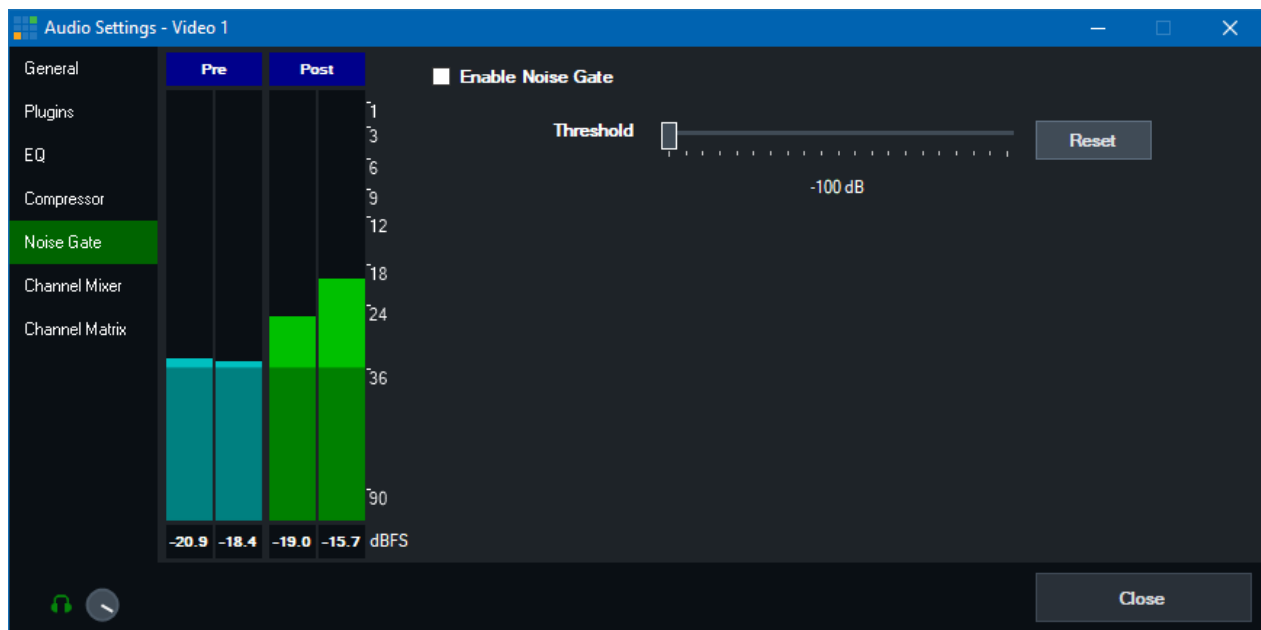 Audio Settings - Video 1
General
Plugins
EQ
Compressor
Noise Gate
Channel Mixer
Channel Matrix
Pre Post
1
3
6
9
12
18
24
36
90
-20.9 -18.4 -19.0 -15.7 dBFS
Enable Noise Gate
Threshold
Reset
-100 dB
Close